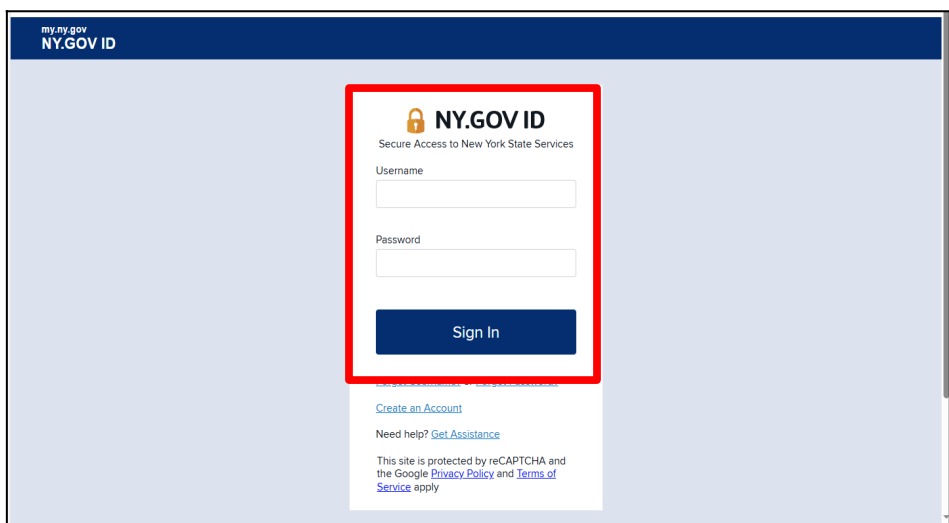 my.ny.gov
NY.GOV ID
NY.GOV ID
Secure Access to New York State Services
Username
Password
Sign In
Create an Account
Need help? Get Assistance
This site is protected by reCAPTCHA and
the Google Privacy Policy and Terms of
Service apply